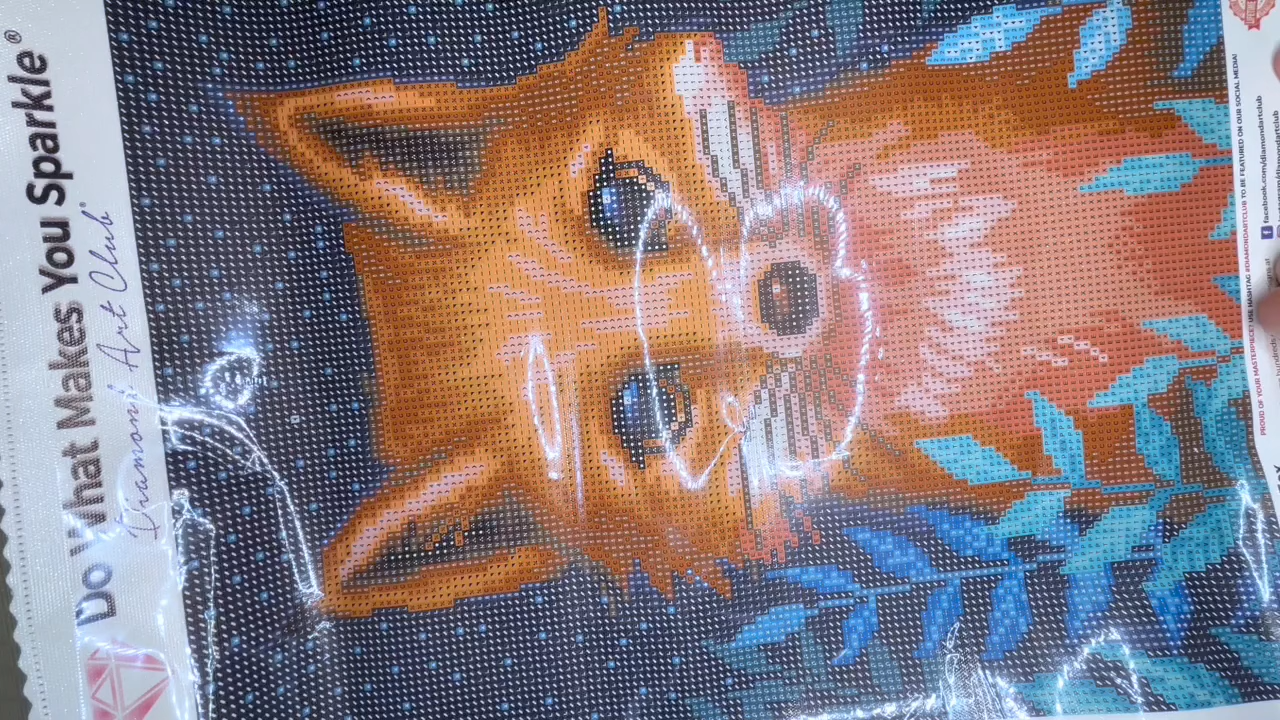 Do What Makes You Sparkle®
Diamond Art Club®
PROUD OF YOUR MASTERPIECE? USE HASHTAG #DIAMONDARTCLUB TO BE FEATURED ON OUR SOCIAL MEDIA!
facebook.com/diamondartclub